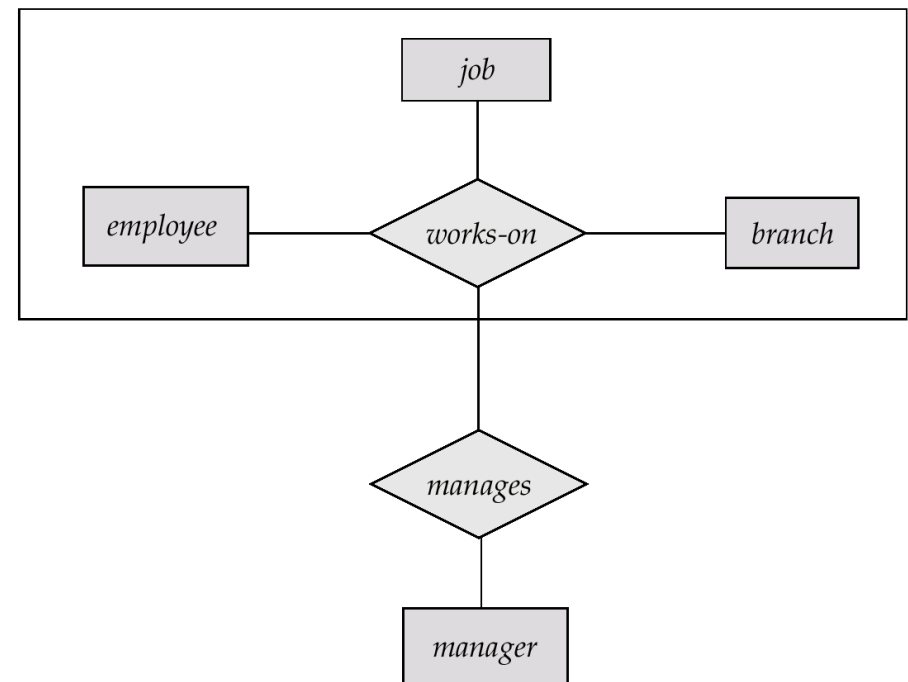 job
employee
works-on
branch
manages
manager